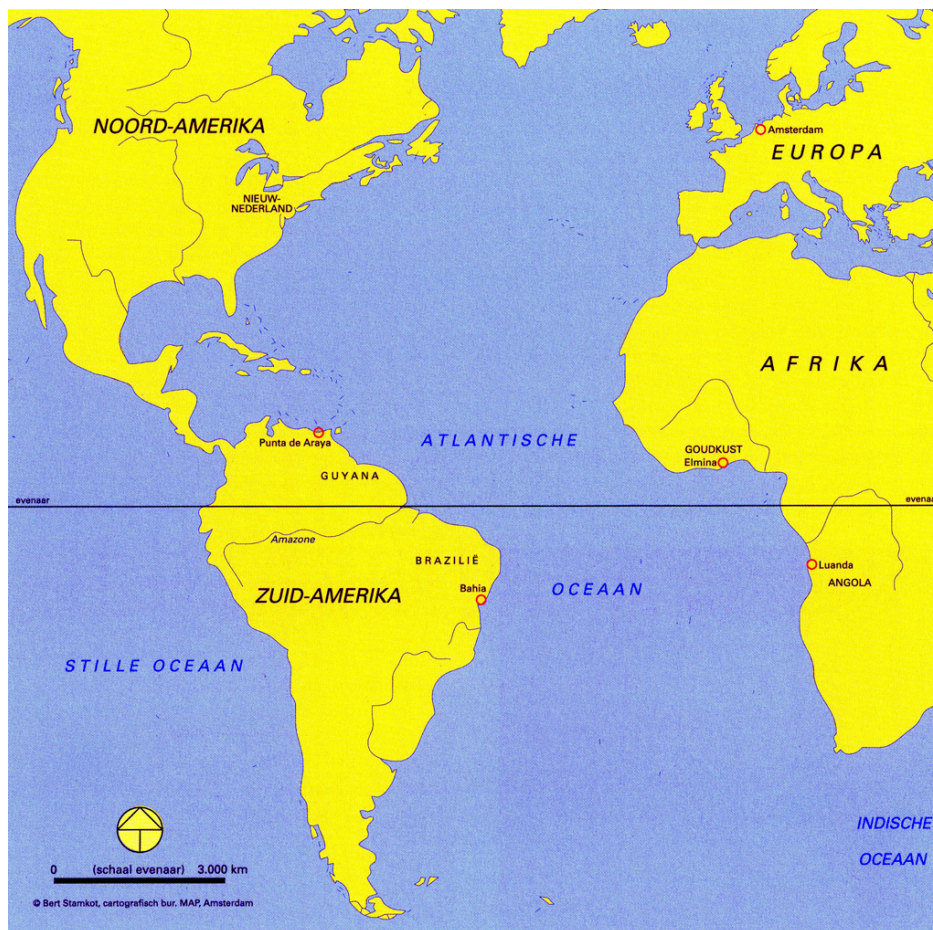 NOORD-AMERIKA
Amsterdam
EUROPA
NIEUW-
NEDERLAND
AFRIKA
Punta de Araya
ATLANTISCHE
GOUDKUST
Elmina
GUYANA
evenaar
evenaa
Amazone
BRAZILIË
Luanda
ANGOLA
Bahia
OCEAAN
ZUID-AMERIKA
STILLE OCEAAN
INDISCHE
OCEAAN
0 (schaal evenaar) 3.000 km
© Bert Stamkot, cartografisch bur. MAP, Amsterdam